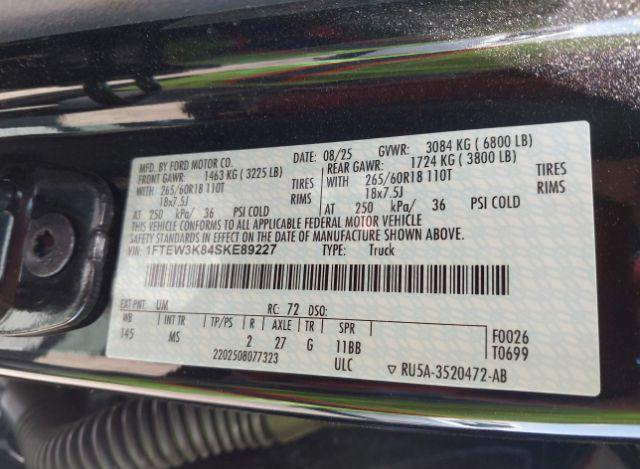 MFD. BY FORD MOTOR CO.
DATE: 08/25 GVWR: 3084 KG ( 6800 LB)
FRONT GAWR: 1463 KG ( 3225 LB)
REAR GAWR: 1724 KG ( 3800 LB)
WITH 265/60R18 110T TIRES
WITH 265/60R18 110T TIRES
18x7.5J RIMS
18x7.5J RIMS
AT 250 kPa/ 36 PSI COLD
AT 250 kPa/ 36 PSI COLD
THIS VEHICLE CONFORMS TO ALL APPLICABLE FEDERAL MOTOR VEHICLE
SAFETY STANDARDS IN EFFECT ON THE DATE OF MANUFACTURE SHOWN ABOVE.
VIN: 1FTEW3K84SKE89227 TYPE: Truck
EXT PNT: UM RC: 72 DSO:
WB INT TR TP/PS R AXLE TR SPR
145 MS 2 27 G 11BB
2202508077323 ULC
F0026
T0699
RU5A-3520472-AB